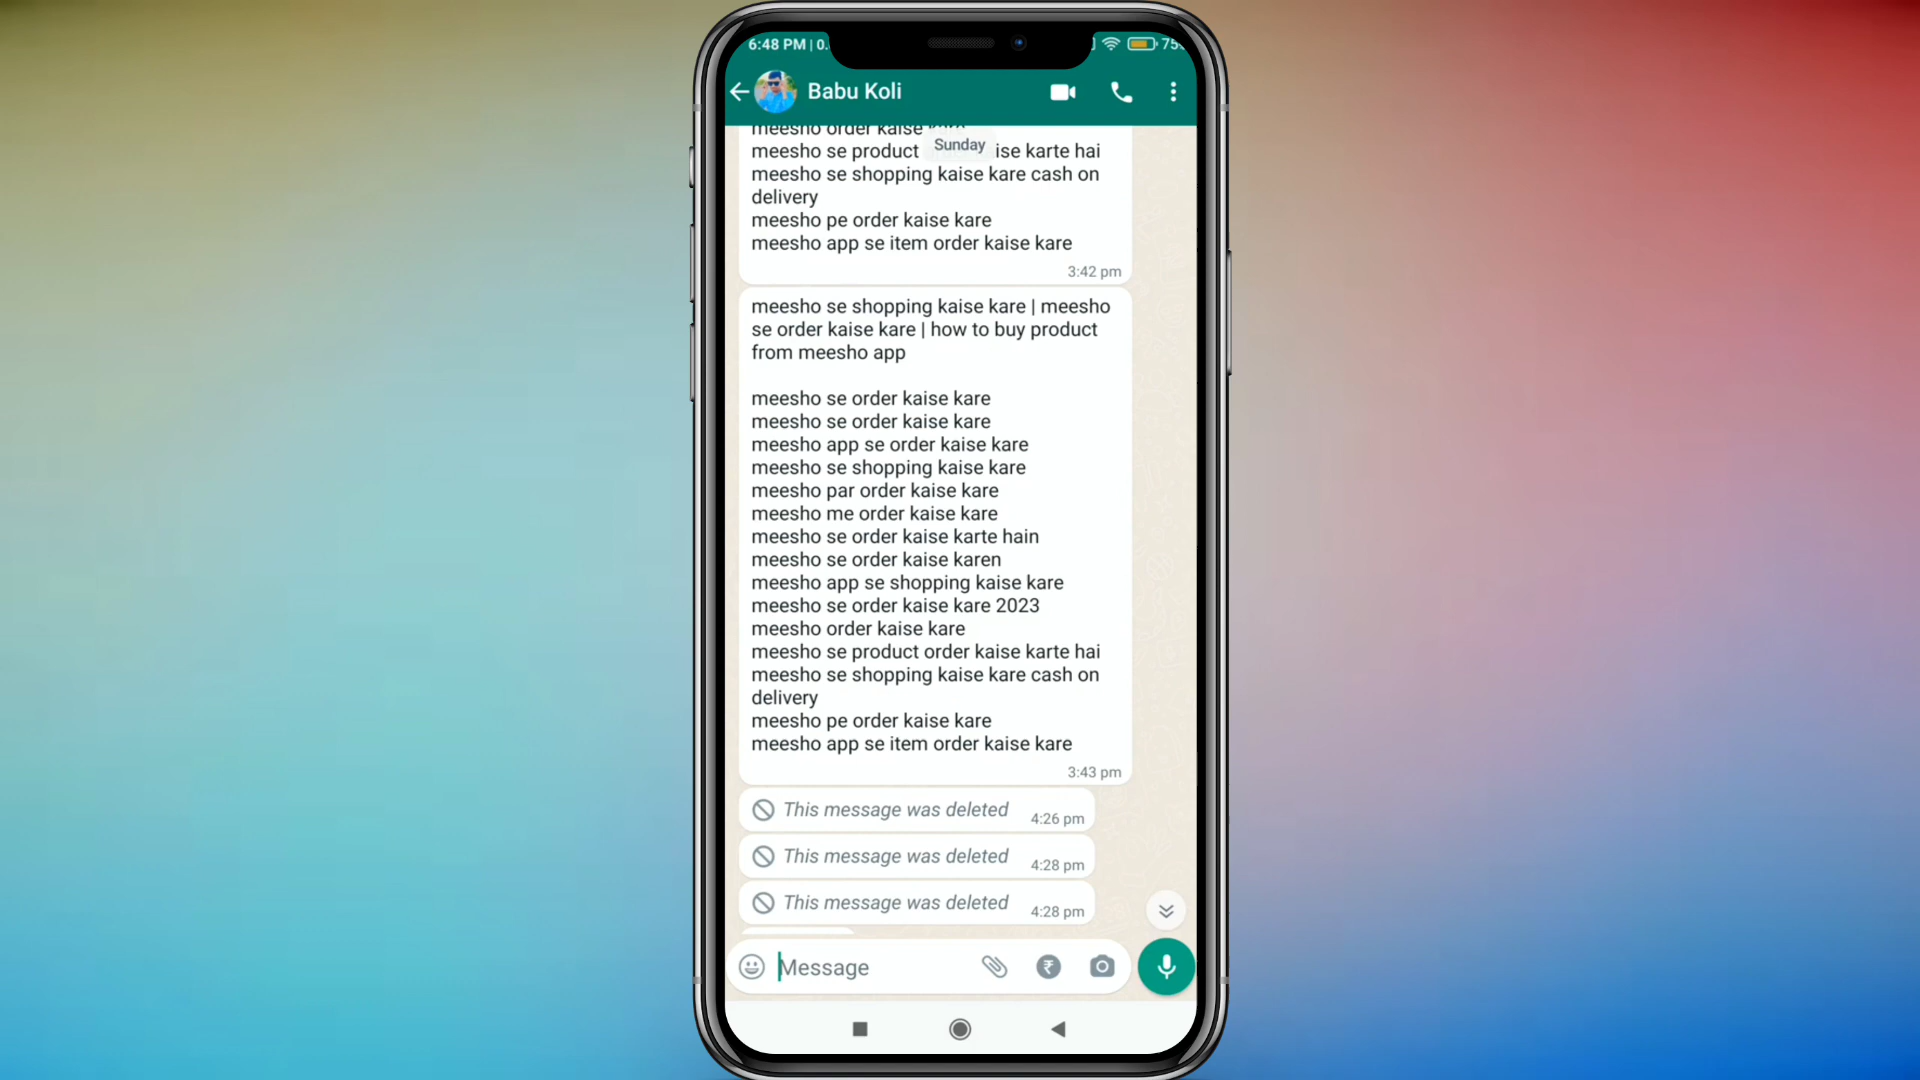 6:48 PM | 0.
75
Babu Koli
meesho order kaise kare
Sunday
meesho se product ise karte hai
meesho se shopping kaise kare cash on
delivery
meesho pe order kaise kare
meesho app se item order kaise kare
3:42 pm
meesho se shopping kaise kare | meesho
se order kaise kare | how to buy product
from meesho app
meesho se order kaise kare
meesho se order kaise kare
meesho app se order kaise kare
meesho se shopping kaise kare
meesho par order kaise kare
meesho me order kaise kare
meesho se order kaise karte hain
meesho se order kaise karen
meesho app se shopping kaise kare
meesho se order kaise kare 2023
meesho order kaise kare
meesho se product order kaise karte hai
meesho se shopping kaise kare cash on
delivery
meesho pe order kaise kare
meesho app se item order kaise kare
3:43 pm
This message was deleted 4:26 pm
This message was deleted 4:28 pm
This message was deleted 4:28 pm
Message